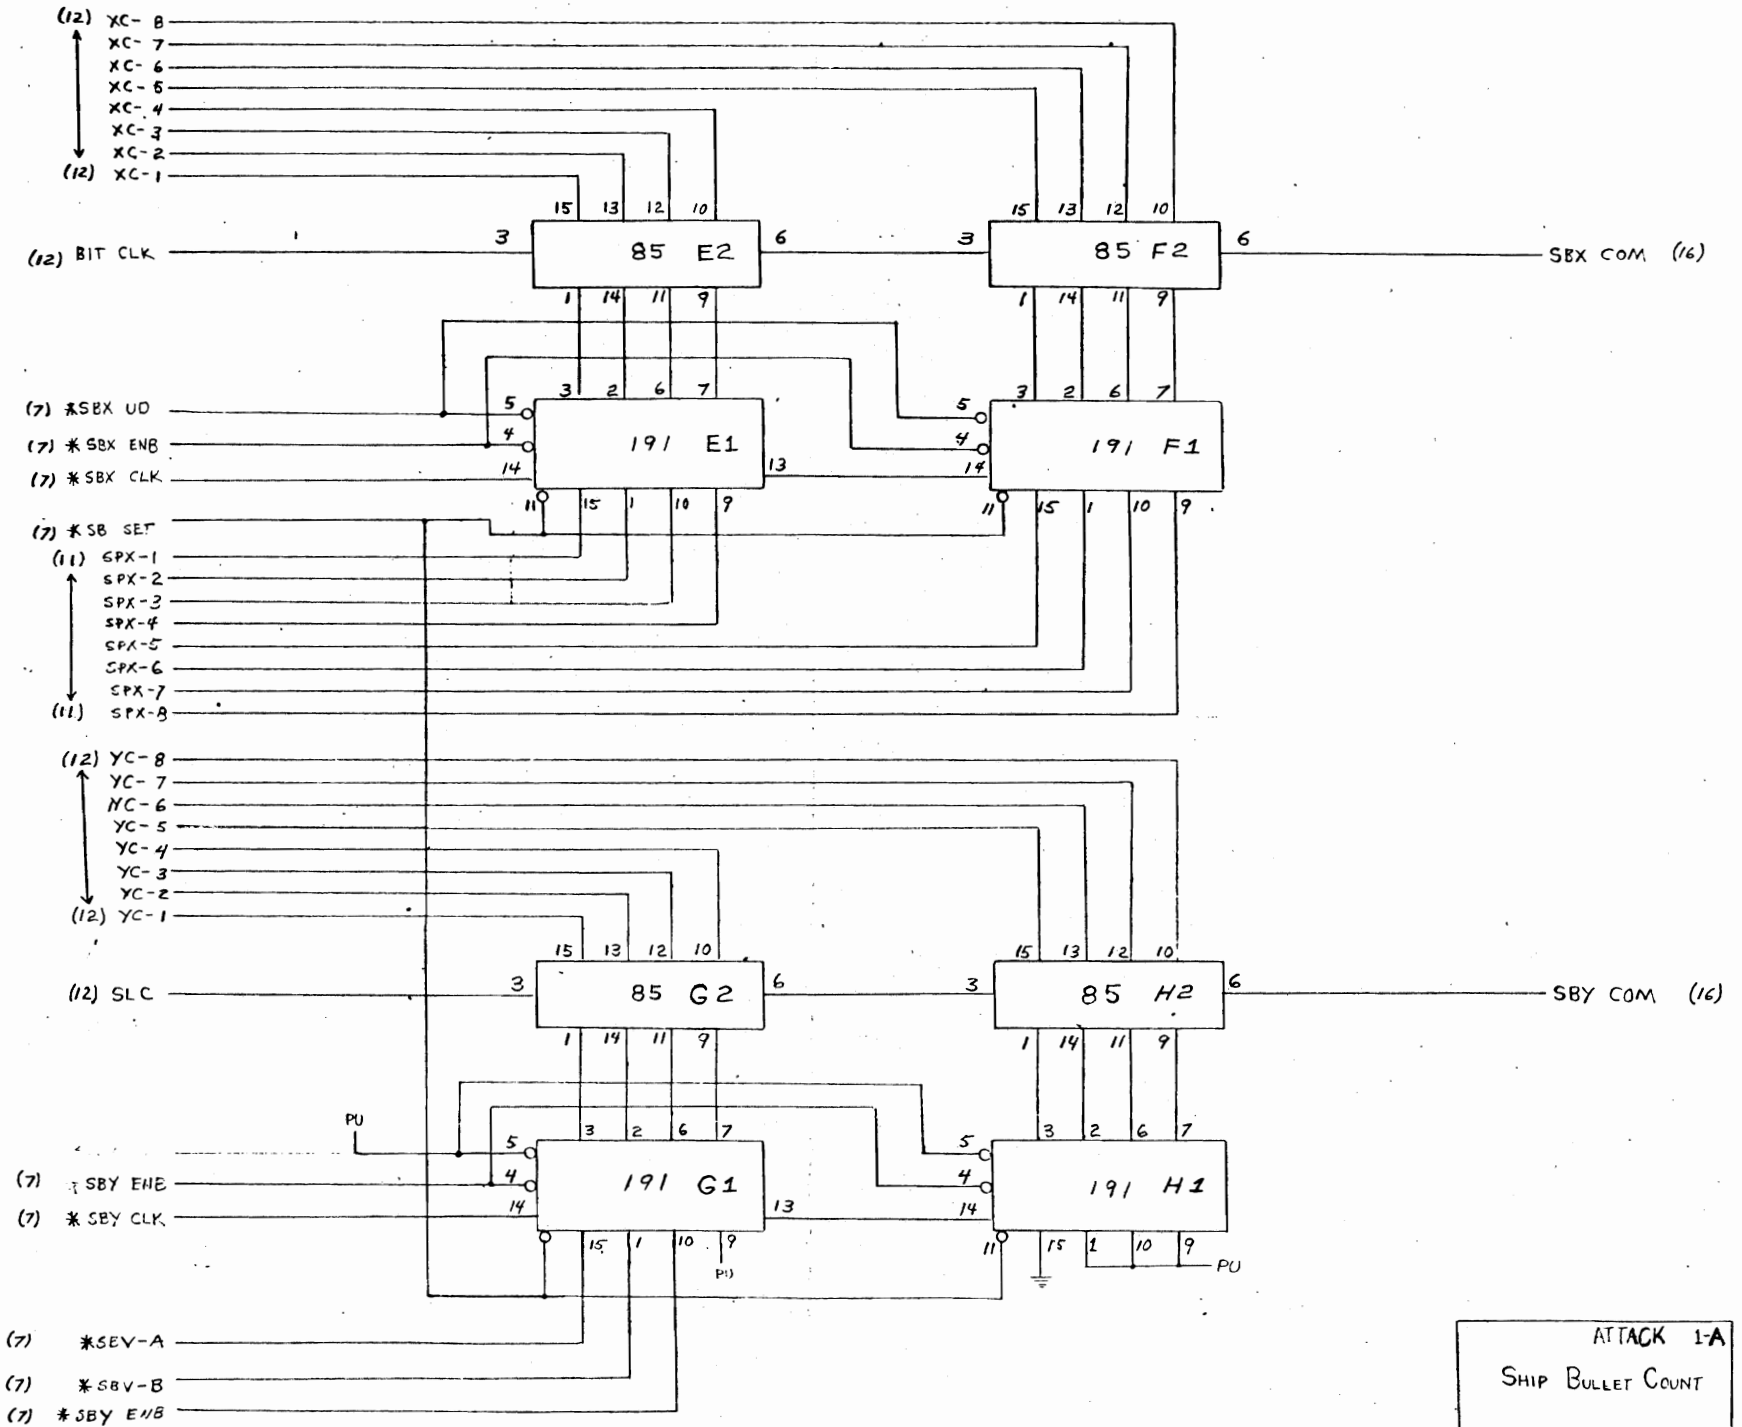 (12) XC-8
XC-7
XC-6
XC-5
XC-4
XC-3
XC-2
(12) XC-1
15 13 12 10 15 13 12 10
(12) BIT CLK 3 85 E2 6 3 85 F2 6 SBX COM (16)
1 14 11 9 1 14 11 9
3 2 6 7 3 2 6 7
(7) *SBX UD 5 5
(7) *SBX ENB 4 191 E1 4 191 F1
(7) *SBX CLK 14 13 14
11 15 1 10 9 11 15 1 10 9
(7) *SB SET
(11) SPX-1
SPX-2
SPX-3
SPX-4
SPX-5
SPX-6
SPX-7
(11) SPX-8
(12) YC-8
YC-7
YC-6
YC-5
YC-4
YC-3
YC-2
(12) YC-1
15 13 12 10 15 13 12 10
(12) SLC 3 85 G2 6 3 85 H2 6 SBY COM (16)
1 14 11 9 1 14 11 9
PU
3 2 6 7 3 2 6 7
5 5
(7) SBY ENB 4 191 G1 4 191 H1
(7) *SBY CLK 14 13 14
15 1 10 9 11 15 1 10 9
PU PU
(7) *SBV-A
(7) *SBV-B
(7) *SBY ENB
ATTACK 1-A
SHIP BULLET COUNT